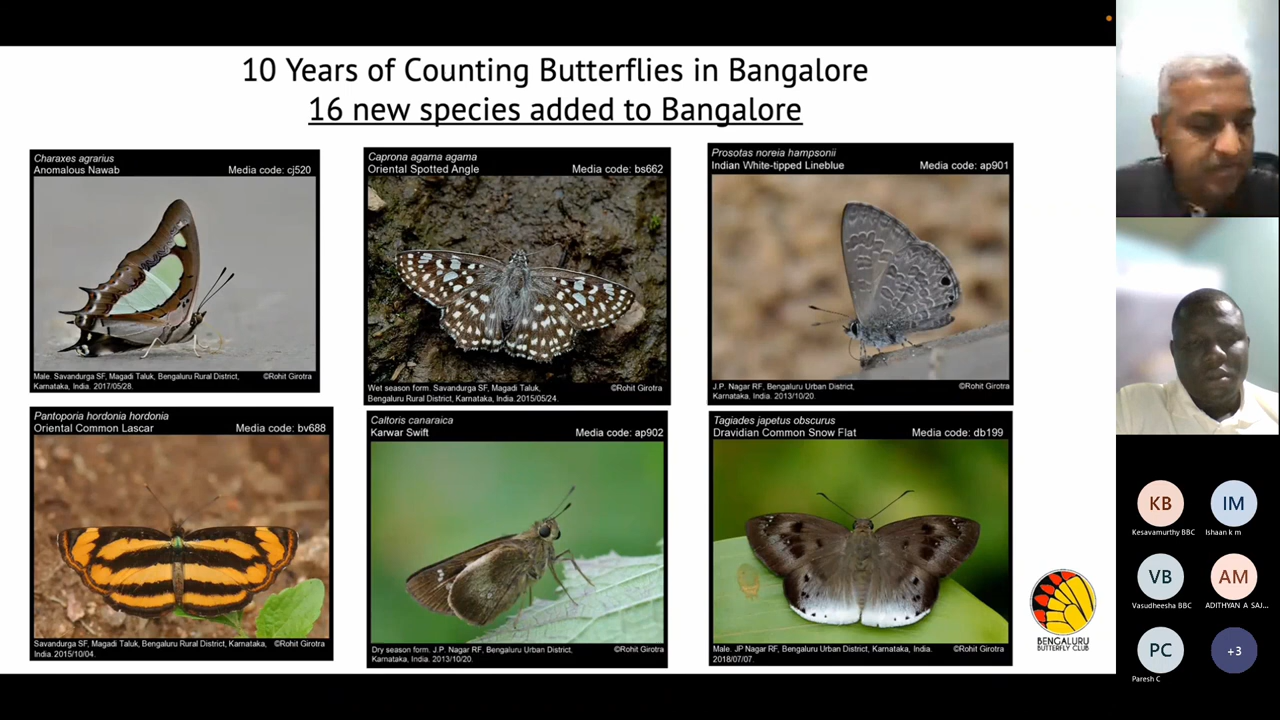 10 Years of Counting Butterflies in Bangalore
16 new species added to Bangalore
Charaxes agrarius
Anomalous Nawab Media code: cj520
Male. Savandurga SF, Magadi Taluk, Bengaluru Rural District, ©Rohit Girotra
Karnataka, India. 2017/05/28.
Caprona agama agama
Oriental Spotted Angle Media code: bs662
Wet season form. Savandurga SF, Magadi Taluk, ©Rohit Girotra
Bengaluru Rural District, Karnataka, India. 2015/05/24.
Prosotas noreia hampsonii
Indian White-tipped Lineblue Media code: ap901
J.P. Nagar RF, Bengaluru Urban District, ©Rohit Girotra
Karnataka, India. 2013/10/20.
Pantoporia hordonia hordonia
Oriental Common Lascar Media code: bv688
Savandurga SF, Magadi Taluk, Bengaluru Rural District, Karnataka, ©Rohit Girotra
India. 2015/10/04.
Caltoris canaraica
Karwar Swift Media code: ap902
Dry season form. J.P. Nagar RF, Bengaluru Urban District, ©Rohit Girotra
Karnataka, India. 2013/10/20.
Tagiades japetus obscurus
Dravidian Common Snow Flat Media code: db199
Male. JP Nagar RF, Bengaluru Urban District, Karnataka, India. ©Rohit Girotra
2018/07/07.
BENGALURU
BUTTERFLY CLUB
KB
Kesavamurthy BBC
IM
Ishaan k m
VB
Vasudheesha BBC
AM
ADITHYAN A SAJ...
PC
Paresh C
+3